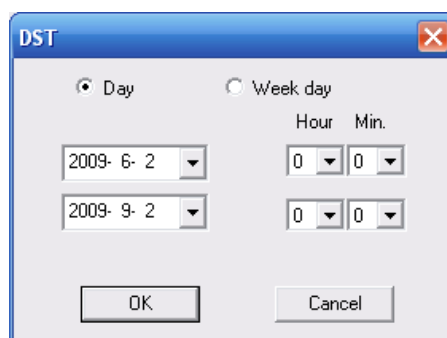 DST
Day Week day
Hour Min.
2009- 6- 2 0 0
2009- 9- 2 0 0
OK Cancel